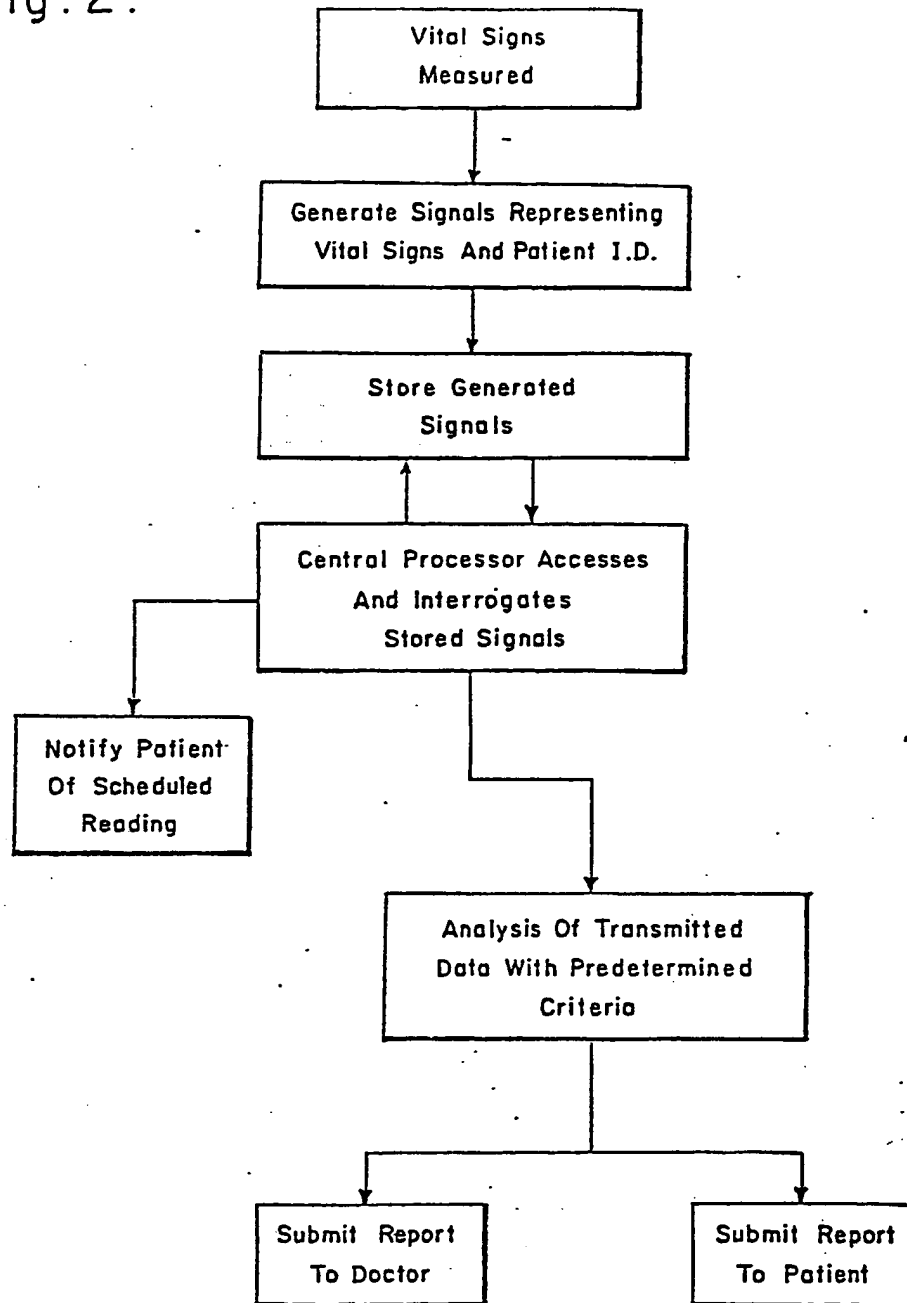 ig. 2.
Vital Signs
Measured
Generate Signals Representing
Vital Signs And Patient I.D.
Store Generated
Signals
Central Processor Accesses
And Interrogates
Stored Signals
Notify Patient
Of Scheduled
Reading
Analysis Of Transmitted
Data With Predetermined
Criteria
Submit Report
To Doctor
Submit Report
To Patient